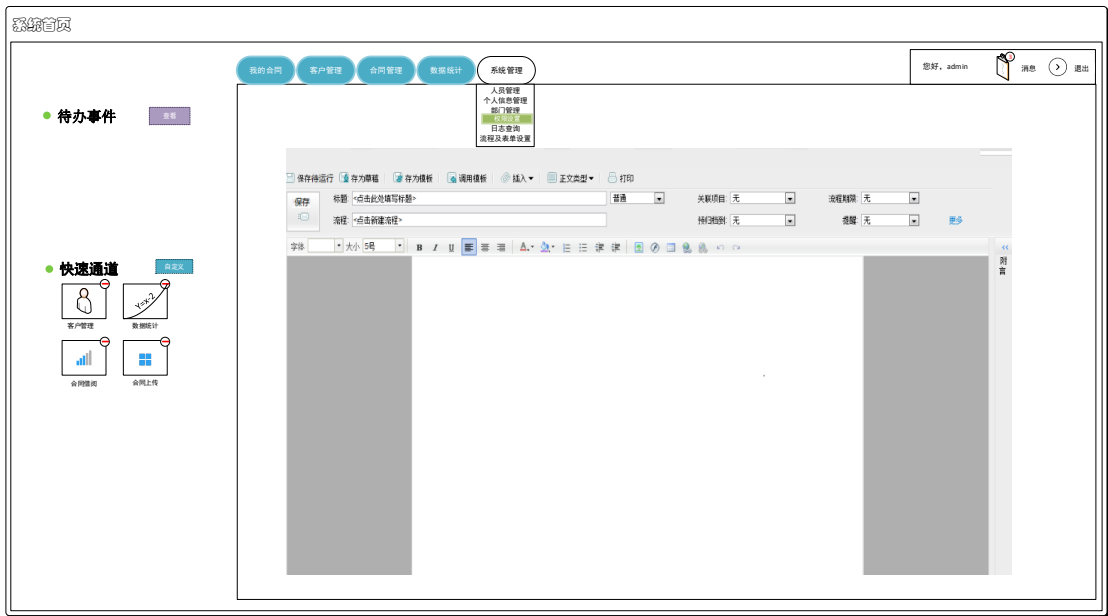 系统首页
我的合同 客户管理 合同管理 数据统计 系统管理
您好，admin 3 消息 退出
人员管理
个人信息管理
部门管理
权限设置
日志查询
流程及表单设置
待办事件 查看
保存待运行 存为草稿 存为模板 调用模板 插入 正文类型 打印
保存 标题: <点击此处填写标题> 普通 关联项目: 无 流程期限: 无
流程: <点击新建流程> 预归档到: 无 提醒: 无 更多
字体 大小 5号 B I U A
附言
快速通道 自定义
Y=x-2
客户管理 数据统计
合同借阅 合同上传